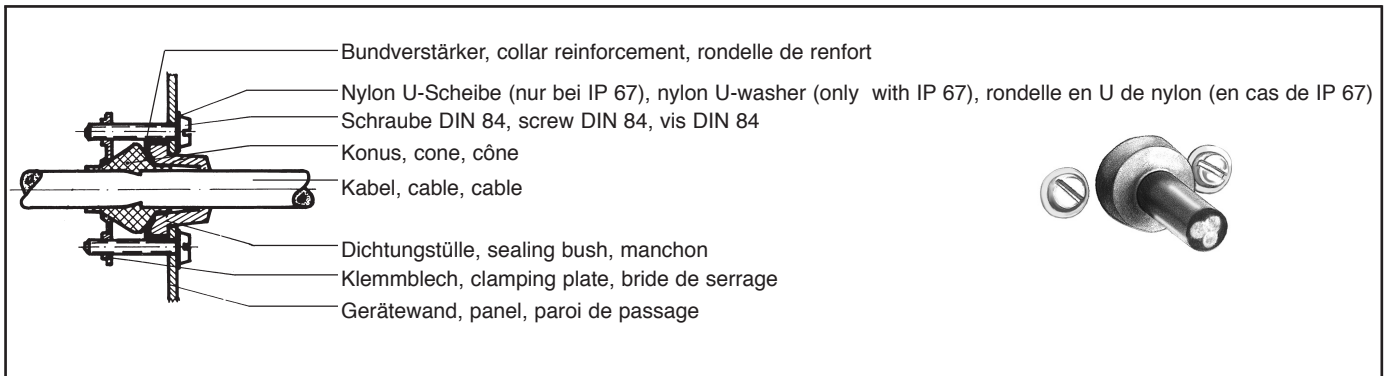 Bundverstärker, collar reinforcement, rondelle de renfort
Nylon U-Scheibe (nur bei IP 67), nylon U-washer (only with IP 67), rondelle en U de nylon (en cas de IP 67)
Schraube DIN 84, screw DIN 84, vis DIN 84
Konus, cone, cône
Kabel, cable, cable
Dichtungstülle, sealing bush, manchon
Klemmblech, clamping plate, bride de serrage
Gerätewand, panel, paroi de passage